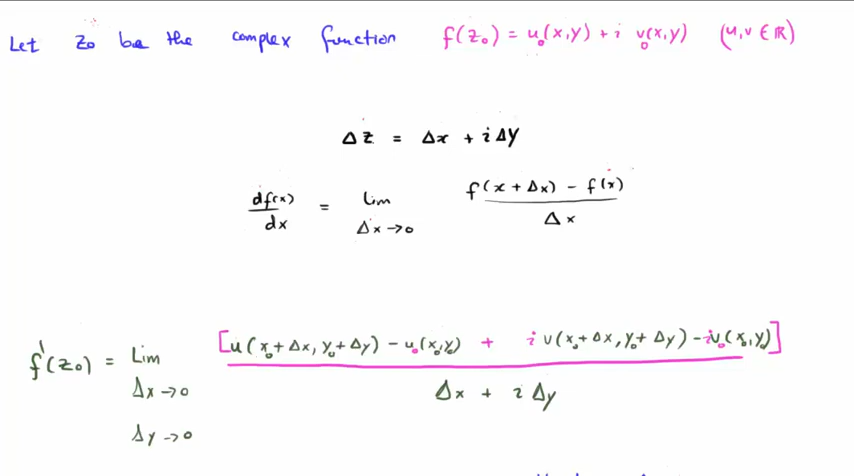 Let z₀ be the complex function f(z₀) = u₀(x,y) + i v₀(x,y) (u,v ∈ ℝ)
Δz = Δx + iΔy
df(x)/dx = lim Δx→0 (f(x + Δx) − f(x))/Δx
f'(z₀) = Lim Δx→0 Δy→0 [u(x₀+Δx, y₀+Δy) − u₀(x₀,y₀) + i v(x₀+Δx, y₀+Δy) − iv₀(x₀,y₀)]/(Δx + iΔy)